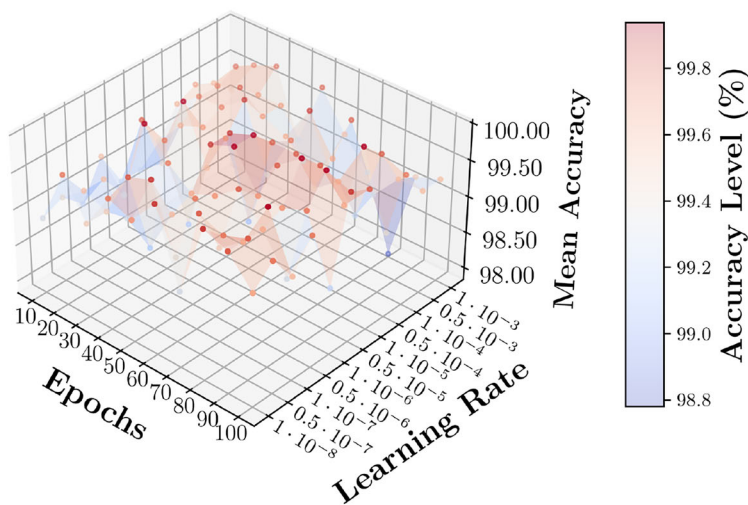 100.00
99.50
99.00
98.50
98.00
Mean Accuracy
10
20
30
40
50
60
70
80
90
100
Epochs
1 · 10⁻³
0.5 · 10⁻³
1 · 10⁻⁴
0.5 · 10⁻⁴
1 · 10⁻⁵
0.5 · 10⁻⁵
1 · 10⁻⁶
0.5 · 10⁻⁶
1 · 10⁻⁷
0.5 · 10⁻⁷
1 · 10⁻⁸
Learning Rate
99.8
99.6
99.4
99.2
99.0
98.8
Accuracy Level (%)